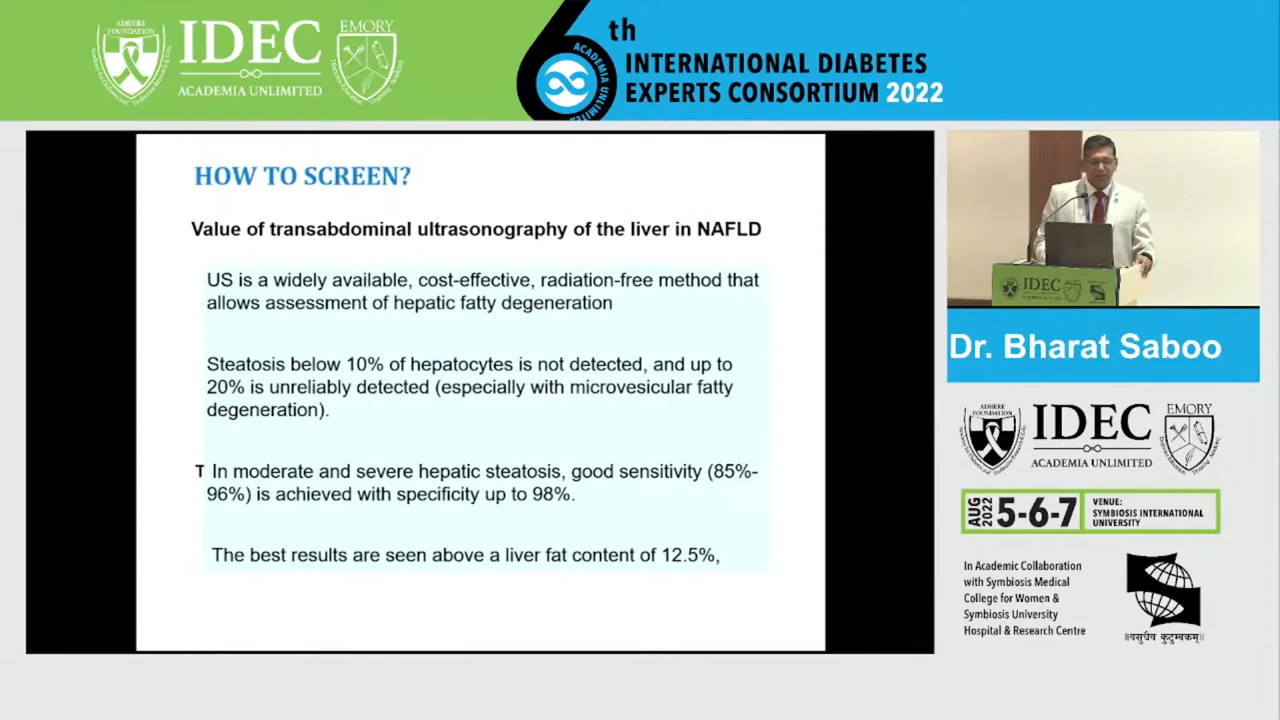 ADHERE
FOUNDATION
IDEC
ACADEMIA UNLIMITED
EMORY
6th
ACADEMIA UNLIMITED
INTERNATIONAL DIABETES
EXPERTS CONSORTIUM 2022
HOW TO SCREEN?
Value of transabdominal ultrasonography of the liver in NAFLD
US is a widely available, cost-effective, radiation-free method that
allows assessment of hepatic fatty degeneration
Steatosis below 10% of hepatocytes is not detected, and up to
20% is unreliably detected (especially with microvesicular fatty
degeneration).
T In moderate and severe hepatic steatosis, good sensitivity (85%-
96%) is achieved with specificity up to 98%.
The best results are seen above a liver fat content of 12.5%,
IDEC
Dr. Bharat Saboo
ADHERE
FOUNDATION
IDEC
ACADEMIA UNLIMITED
EMORY
AUG
2022
5-6-7
VENUE:
SYMBIOSIS INTERNATIONAL
UNIVERSITY
In Academic Collaboration
with Symbiosis Medical
College for Women &
Symbiosis University
Hospital & Research Centre
॥वसुधैव कुटुम्बकम्॥